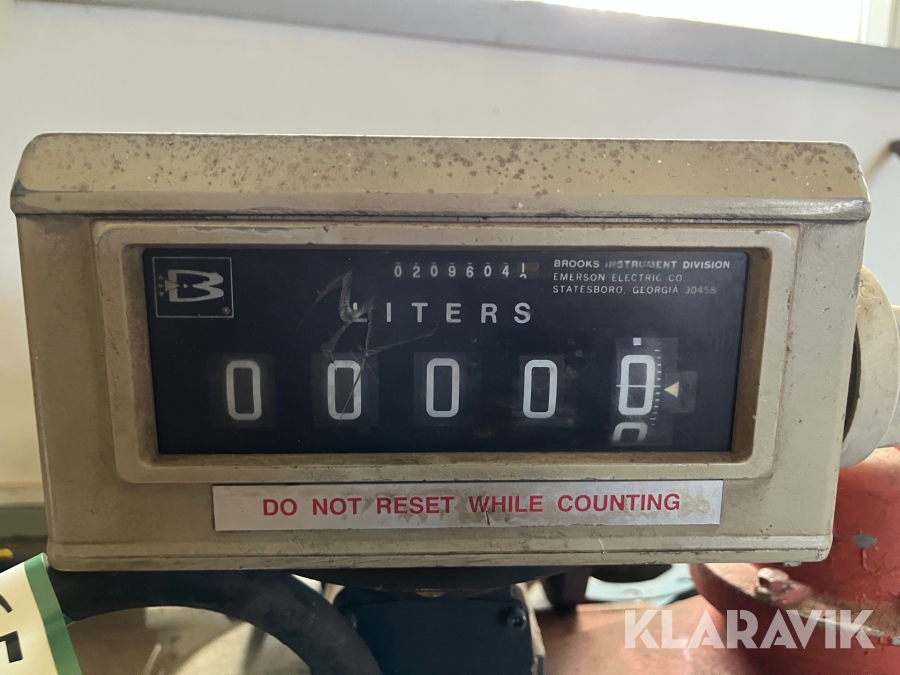 B
02096041
BROOKS INSTRUMENT DIVISION
EMERSON ELECTRIC CO
STATESBORO, GEORGIA 30458
LITERS
0 0 0 0 0
DO NOT RESET WHILE COUNTING
KLARAVIK